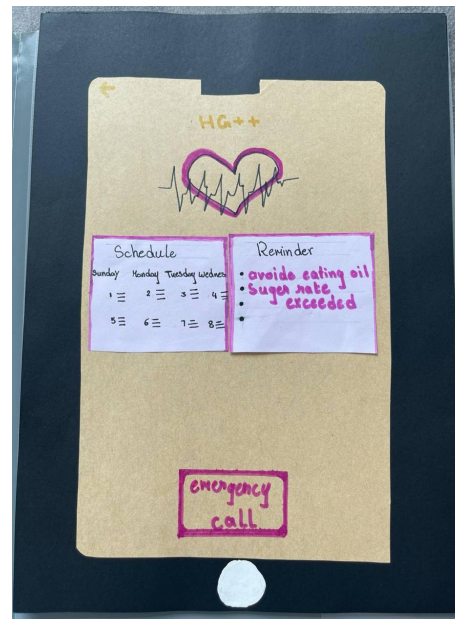 HG++
Schedule
Sunday Monday Tuesday Wednes
1 2 3 4
5 6 7 8
Reminder
• avoide eating oil
• Suger rate
• exceeded
•
emergency
call